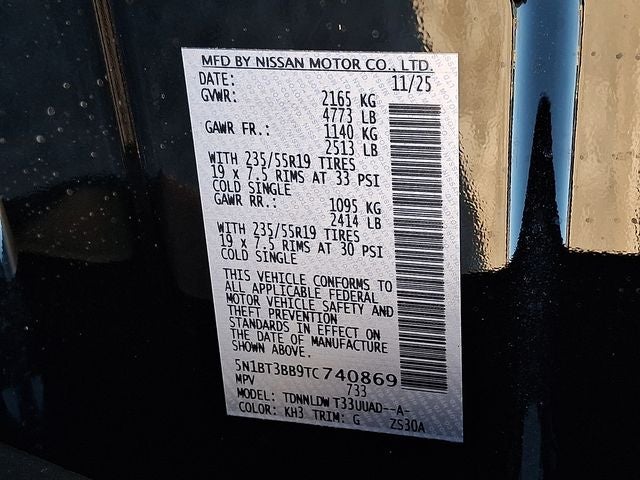 MFD BY NISSAN MOTOR CO., LTD.
DATE: 11/25
GVWR: 2165 KG
4773 LB
GAWR FR.: 1140 KG
2513 LB
WITH 235/55R19 TIRES
19 x 7.5 RIMS AT 33 PSI
COLD SINGLE
GAWR RR.: 1095 KG
2414 LB
WITH 235/55R19 TIRES
19 x 7.5 RIMS AT 30 PSI
COLD SINGLE
THIS VEHICLE CONFORMS TO
ALL APPLICABLE FEDERAL
MOTOR VEHICLE SAFETY AND
THEFT PREVENTION
STANDARDS IN EFFECT ON
THE DATE OF MANUFACTURE
SHOWN ABOVE.
5N1BT3BB9TC740869
MPV 733
MODEL: TDNNLDW T33UUAD--A-
COLOR: KH3 TRIM: G ZS30A